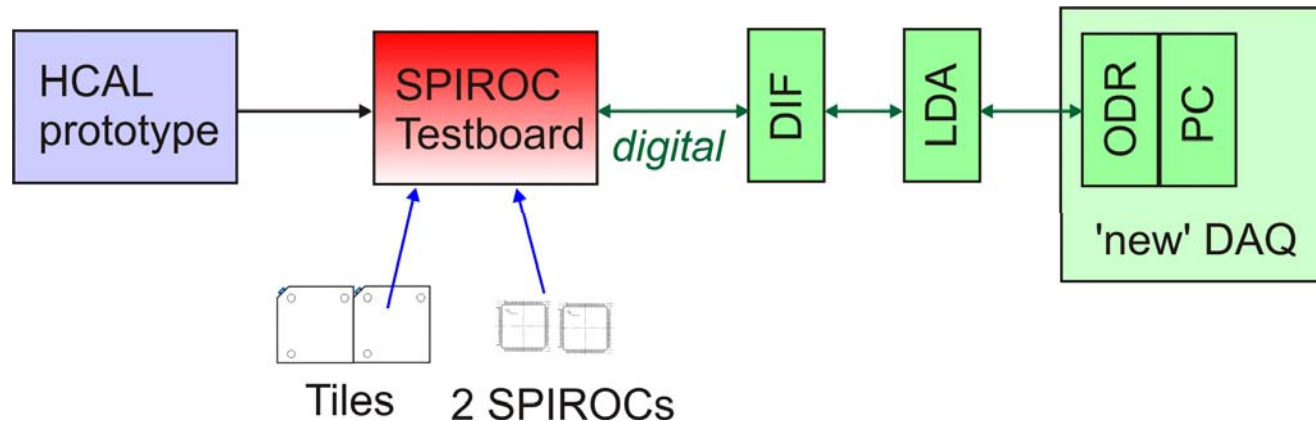 HCAL
prototype
SPIROC
Testboard
digital
DIF
LDA
ODR
PC
'new' DAQ
Tiles
2 SPIROCs